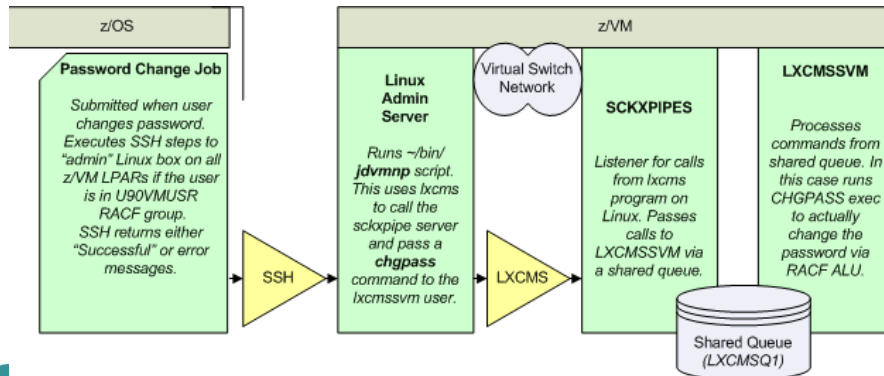 z/OS
z/VM
Password Change Job
Submitted when user
changes password.
Executes SSH steps to
“admin” Linux box on all
z/VM LPARs if the user
is in U90VMUSR
RACF group.
SSH returns either
“Successful” or error
messages.
SSH
Linux
Admin
Server
Runs ~/bin/
jdvmnp script.
This uses lxcms
to call the
sckxpipe server
and pass a
chgpass
command to the
lxcmssvm user.
Virtual Switch
Network
LXCMS
SCKXPIPES
Listener for calls
from lxcms
program on
Linux. Passes
calls to
LXCMSSVM via
a shared queue.
LXCMSSVM
Processes
commands from
shared queue. In
this case runs
CHGPASS exec
to actually
change the
password via
RACF ALU.
Shared Queue
(LXCMSQ1)